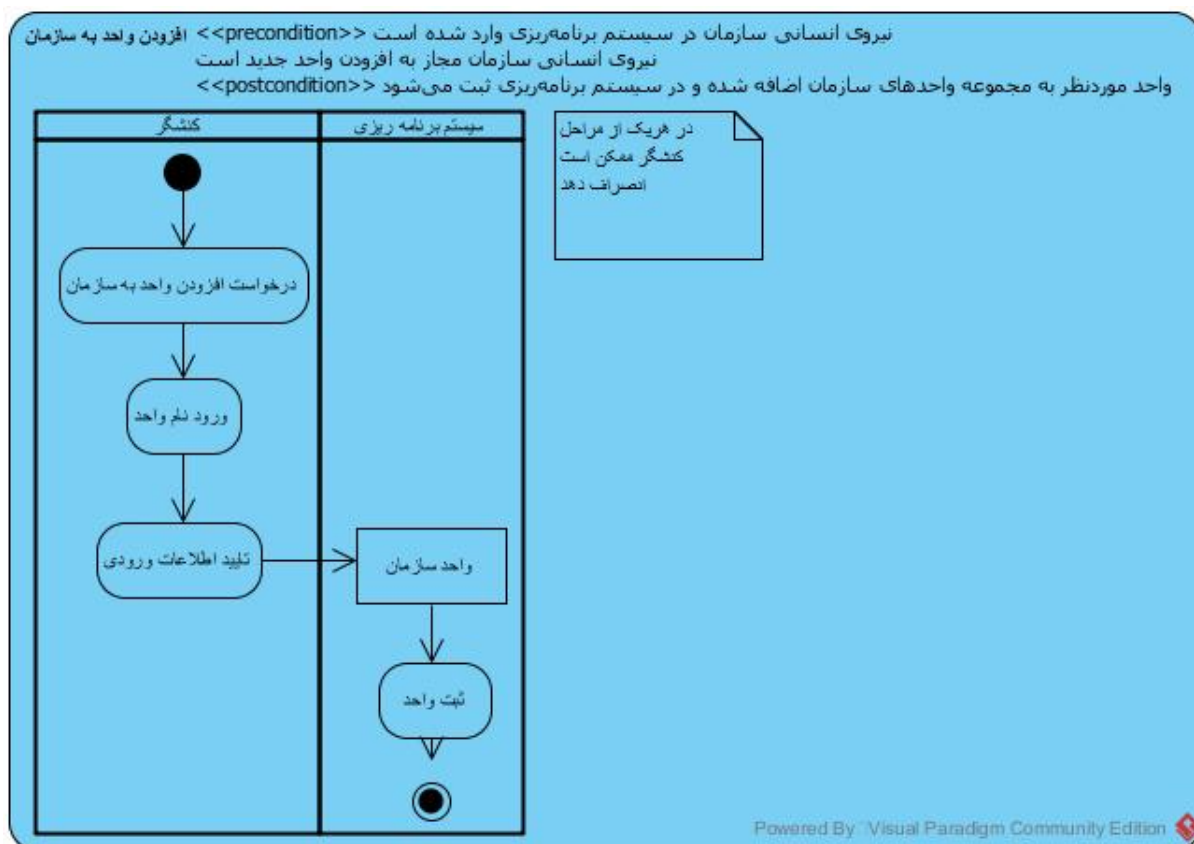 افزودن واحد به سازمان <<precondition>> نیروی انسانی سازمان در سیستم برنامه‌ریزی وارد شده است
نیروی انسانی سازمان مجاز به افزودن واحد جدید است
<<postcondition>> واحد موردنظر به مجموعه واحدهای سازمان اضافه شده و در سیستم برنامه‌ریزی ثبت می‌شود
کنشگر
سیستم برنامه ریزی
در هریک از مراحل
کنشگر ممکن است
انصراف دهد
درخواست افزودن واحد به سازمان
ورود نام واحد
تایید اطلاعات ورودی
واحد سازمان
ثبت واحد
Powered By Visual Paradigm Community Edition